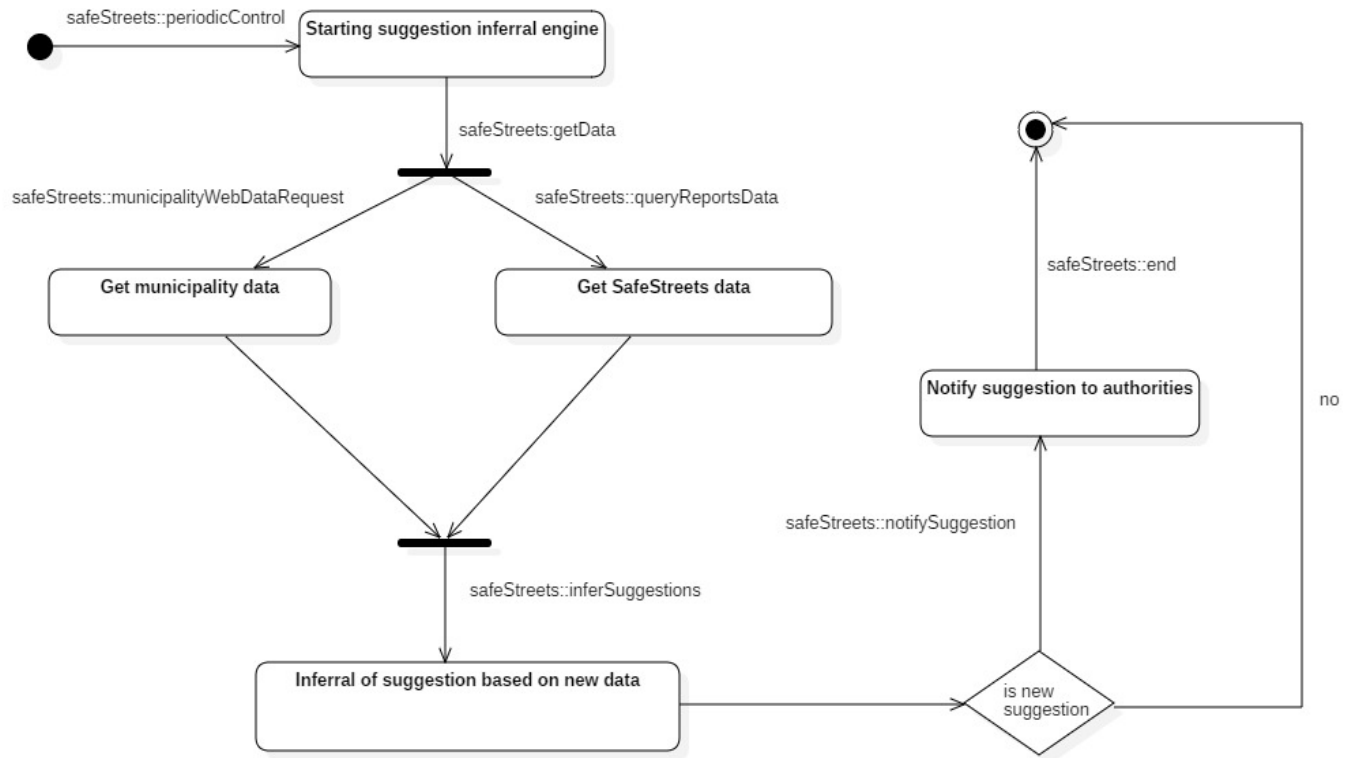 safeStreets::periodicControl
Starting suggestion inferral engine
safeStreets:getData
safeStreets::municipalityWebDataRequest
safeStreets::queryReportsData
Get municipality data
Get SafeStreets data
safeStreets::inferSuggestions
Inferral of suggestion based on new data
is new
suggestion
safeStreets::notifySuggestion
Notify suggestion to authorities
safeStreets::end
no